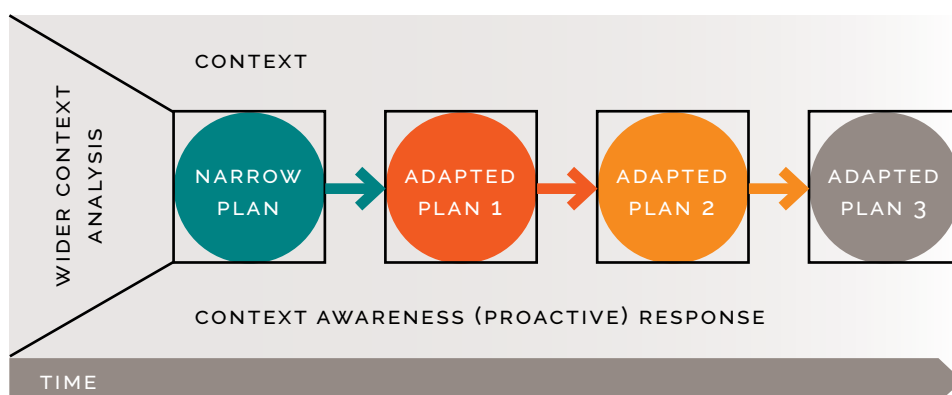 CONTEXT
WIDER CONTEXT
ANALYSIS
NARROW
PLAN
ADAPTED
PLAN 1
ADAPTED
PLAN 2
ADAPTED
PLAN 3
CONTEXT AWARENESS (PROACTIVE) RESPONSE
TIME